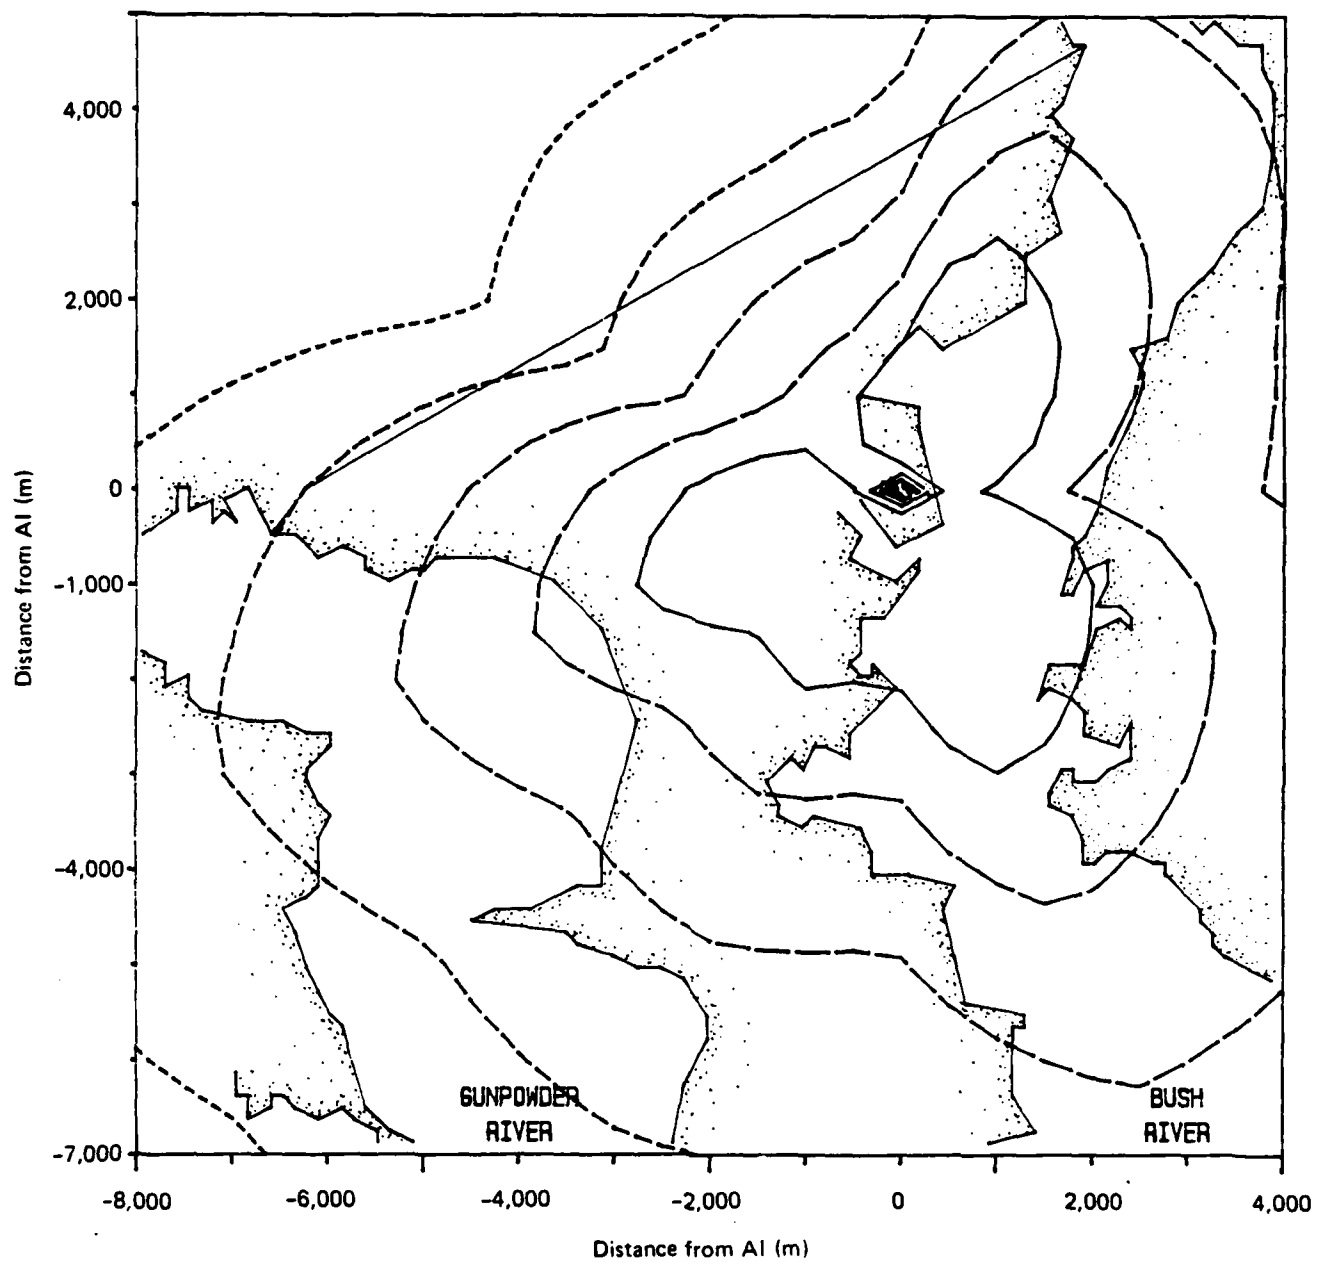 4,000
2,000
0
-1,000
-4,000
-7,000
Distance from AI (m)
GUNPOWDER
RIVER
BUSH
RIVER
-8,000 -6,000 -4,000 -2,000 0 2,000 4,000
Distance from AI (m)